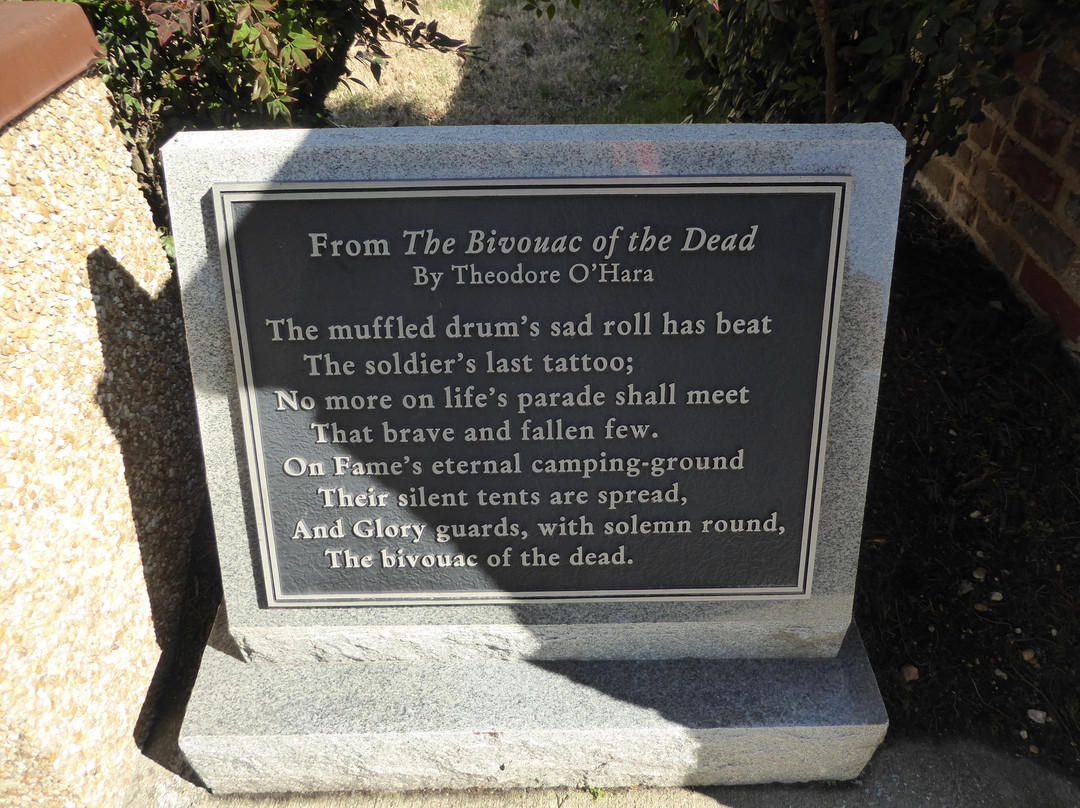 From The Bivouac of the Dead
By Theodore O'Hara
The muffled drum's sad roll has beat
The soldier's last tattoo;
No more on life's parade shall meet
That brave and fallen few.
On Fame's eternal camping-ground
Their silent tents are spread,
And Glory guards, with solemn round,
The bivouac of the dead.